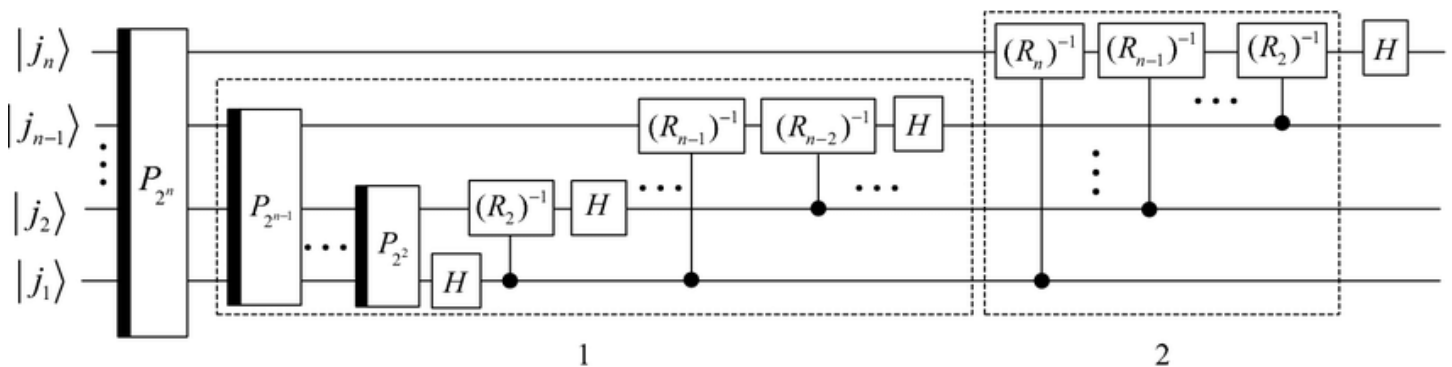 |j_n⟩ (R_n)^{-1} (R_{n-1})^{-1} (R_2)^{-1} H
|j_{n-1}⟩ (R_{n-1})^{-1} (R_{n-2})^{-1} H
P_{2^n} P_{2^{n-1}}
|j_2⟩ P_{2^2} (R_2)^{-1} H
|j_1⟩ H
1 2